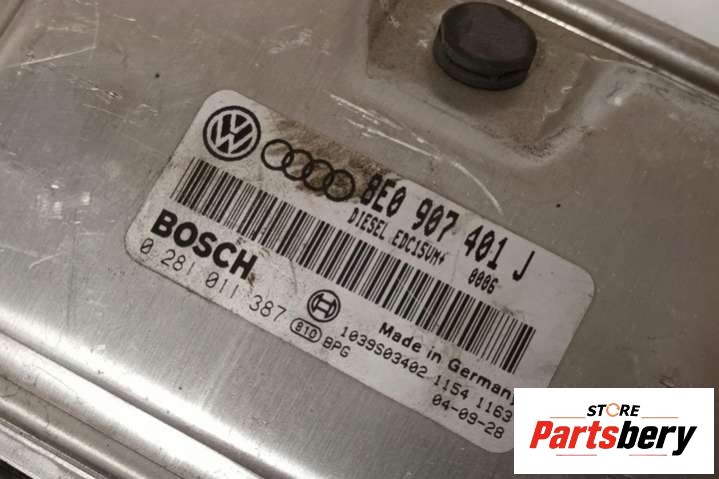 8E0 907 401 J
DIESEL EDC15VM+ 0006
BOSCH
0 281 011 387
Made in Germany
810 BPG 1039S03402 1154 1163
04-09-28
STORE
Partsbery